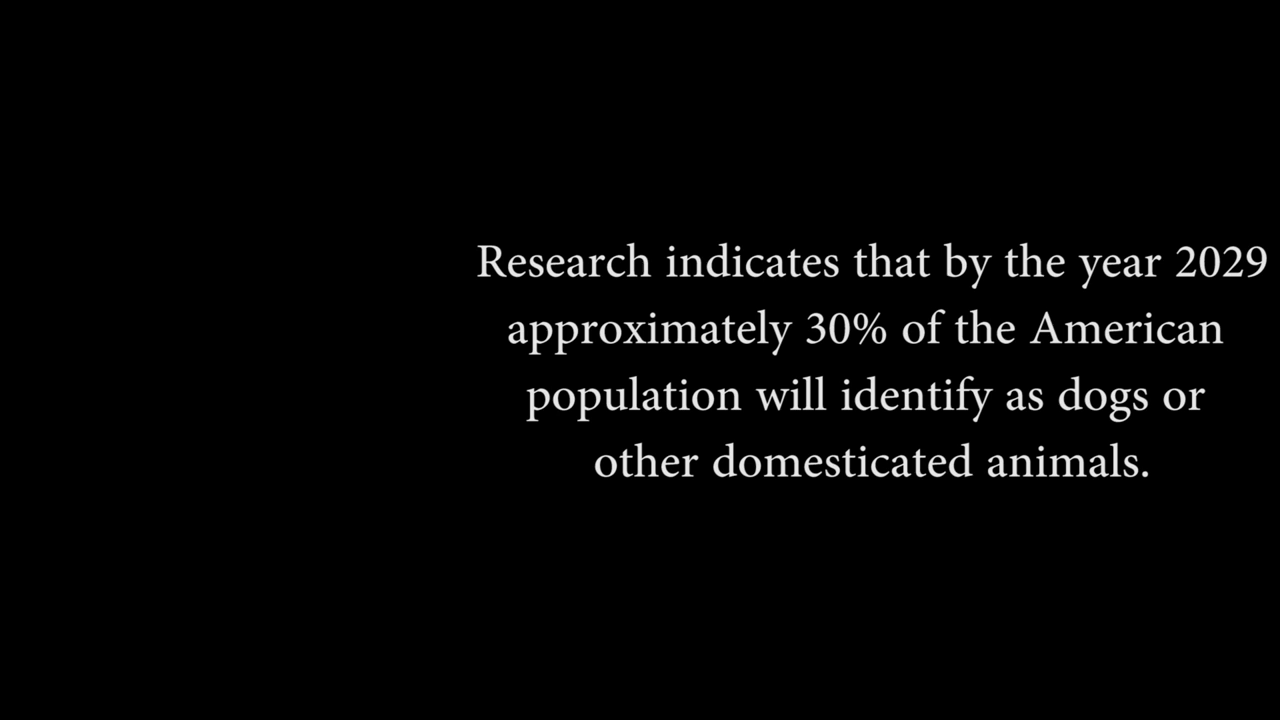 Research indicates that by the year 2029
approximately 30% of the American
population will identify as dogs or
other domesticated animals.